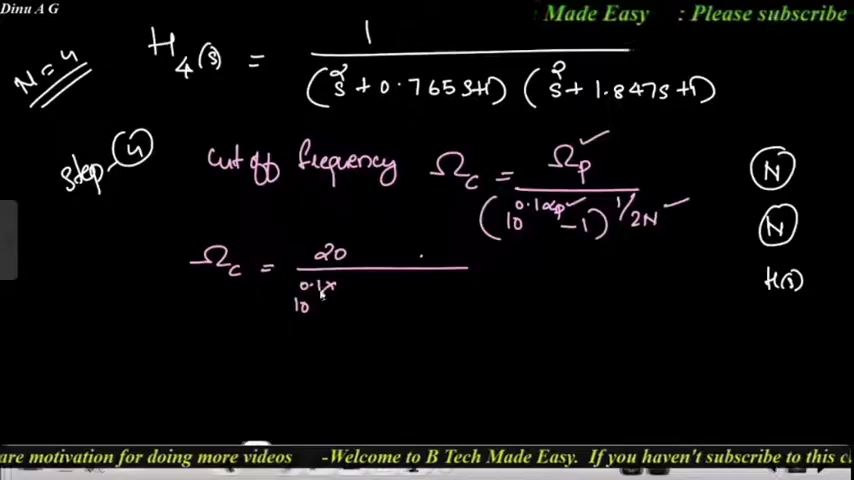 Dinu A G
Made Easy : Please subscribe
N=4
H₄(s) = 1 / (s²+0.765s+1) (s²+1.847s+1)
step 4
cut off frequency Ωc = Ωp / (10^0.1αp −1)^1/2N
N
N
H(s)
Ωc = 20 / 10^0.1×
are motivation for doing more videos -Welcome to B Tech Made Easy. If you haven't subscribe to this c